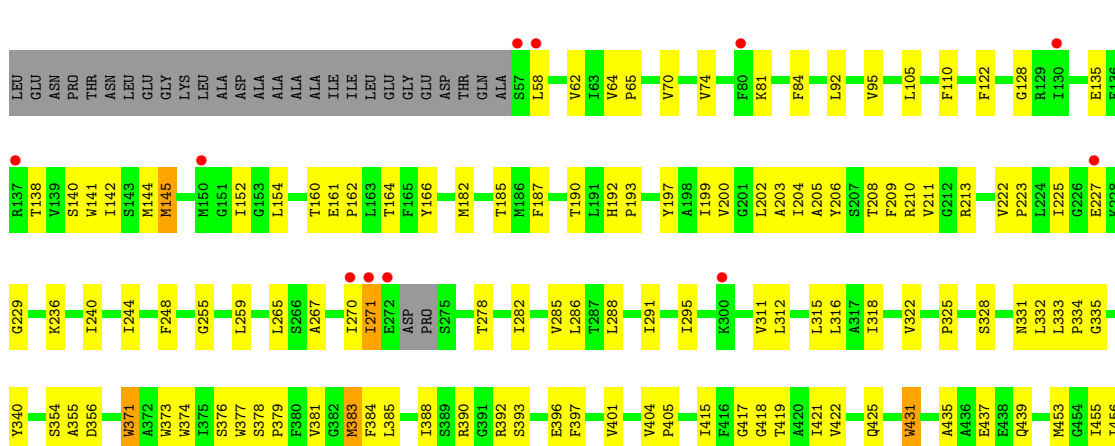 LEU GLU ASN PRO THR ASN LEU GLU GLY LYS LEU ALA ASP ALA ALA ALA ALA ILE ILE LEU GLU GLY GLU ASP THR GLN ALA S57 L58 V62 I63 V64 P65 V70 V74 F80 K81 F84 L92 V95 L105 F110 F122 G128 R129 I130 E135 F136
R137 T138 V139 S140 W141 I142 S143 M144 M145 M150 G151 I152 G153 L154 T160 E161 P162 L163 T164 F165 Y166 M182 T185 M186 F187 T190 L191 H192 P193 Y197 A198 I199 V200 G201 L202 A203 I204 A205 Y206 S207 T208 F209 R210 V211 G212 R213 V222 P223 L224 I225 G226 E227 K228
G229 K236 I240 I244 F248 G255 L259 L265 S266 A267 I270 I271 E272 ASP PRO S275 T278 I282 V285 L286 T287 L288 I291 I295 K300 V311 L312 L315 L316 A317 I318 V322 P325 S328 N331 L332 L333 P334 G335
Y340 S354 A355 D356 W371 A372 W373 W374 I375 S376 W377 S378 P379 F380 V381 G382 M383 F384 L385 I388 S389 R390 G391 R392 S393 E396 F397 V401 V404 P405 I415 F416 G417 G418 T419 A420 I421 V422 Q425 W431 A435 A436 E437 E438 Q439 M453 G454 I455